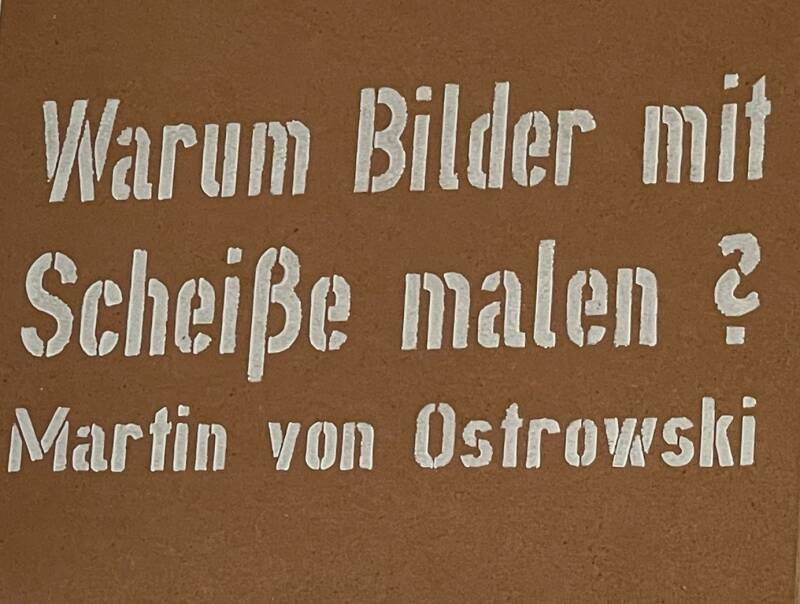 Warum Bilder mit
Scheiße malen ?
Martin von Ostrowski